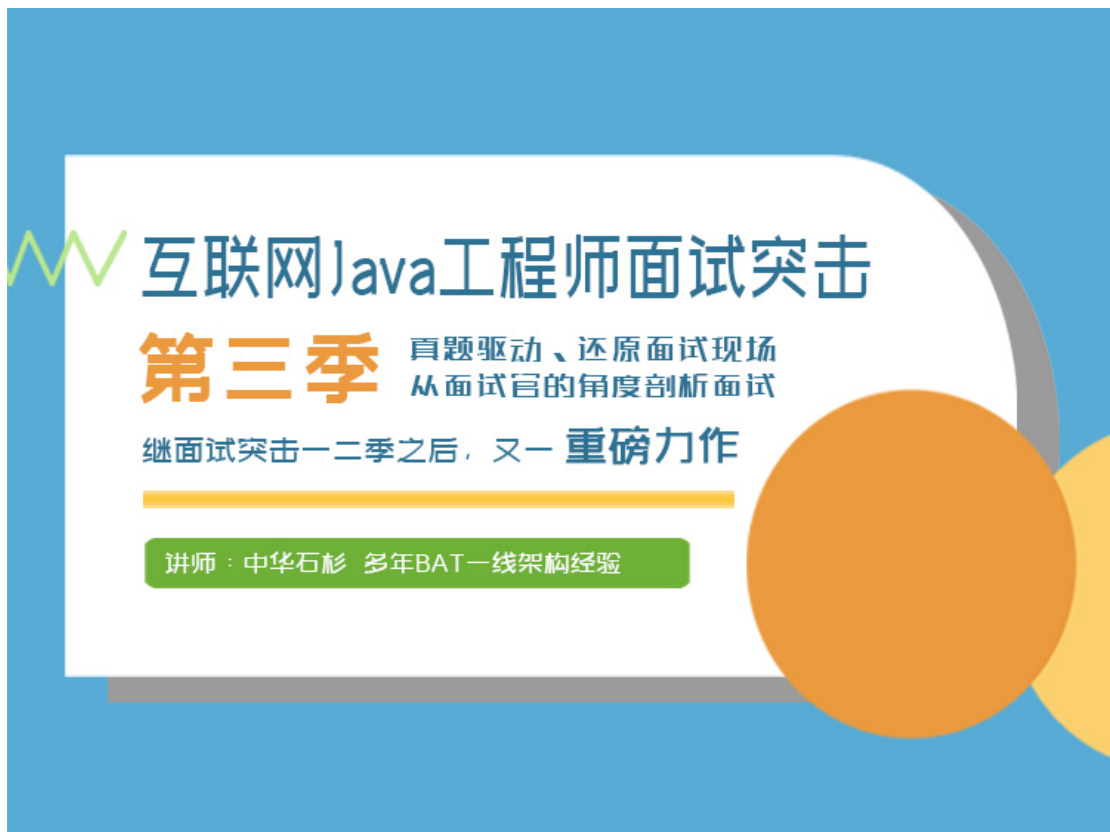 互联网Java工程师面试突击
第三季
真题驱动、还原面试现场
从面试官的角度剖析面试
继面试突击一二季之后，又一 重磅力作
讲师：中华石杉 多年BAT一线架构经验